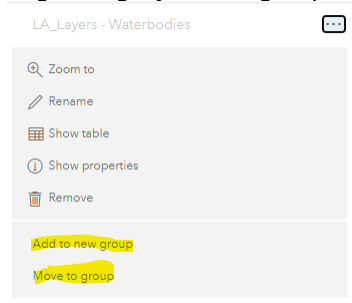 LA_Layers - Waterbodies
Zoom to
Rename
Show table
Show properties
Remove
Add to new group
Move to group